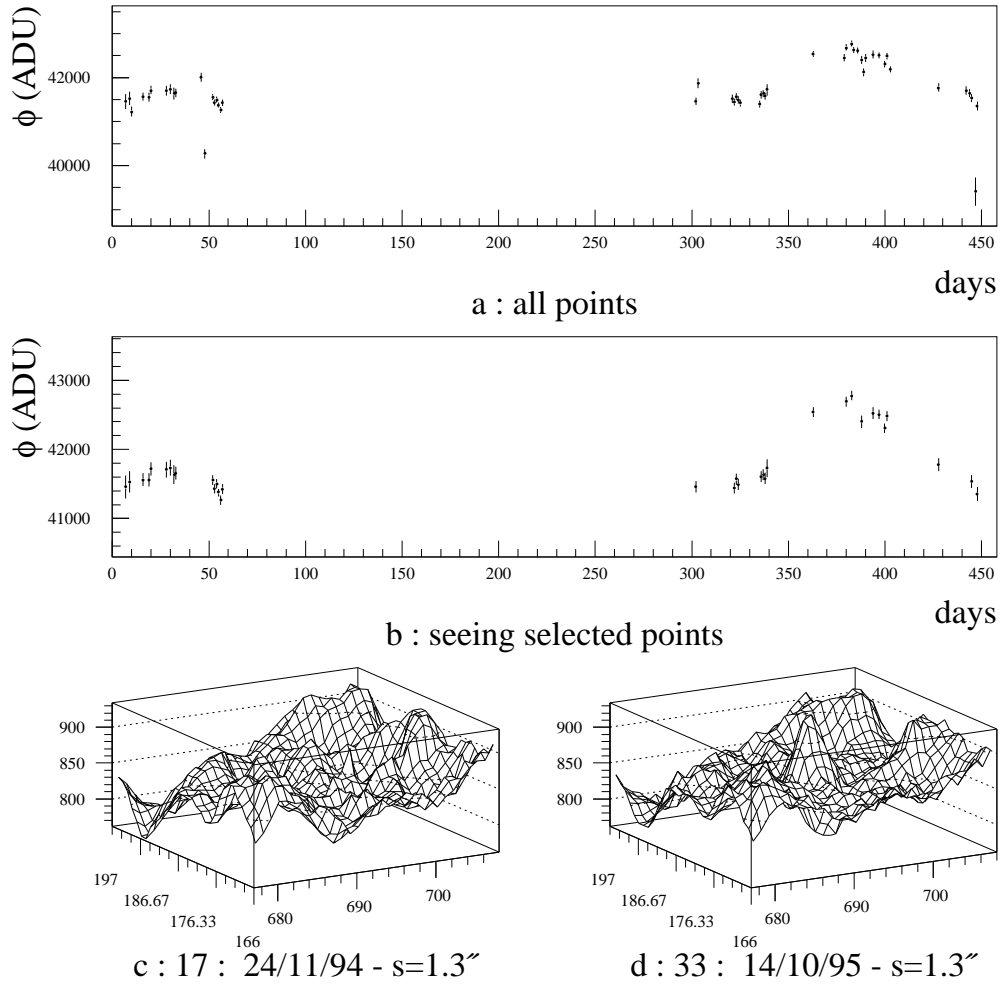 ϕ (ADU)
42000
40000
0 50 100 150 200 250 300 350 400 450
days
a : all points
ϕ (ADU)
43000
42000
41000
0 50 100 150 200 250 300 350 400 450
days
b : seeing selected points
900
850
800
197
186.67
176.33
166
680
690
700
c : 17 : 24/11/94 - s=1.3″
900
850
800
197
186.67
176.33
166
680
690
700
d : 33 : 14/10/95 - s=1.3″